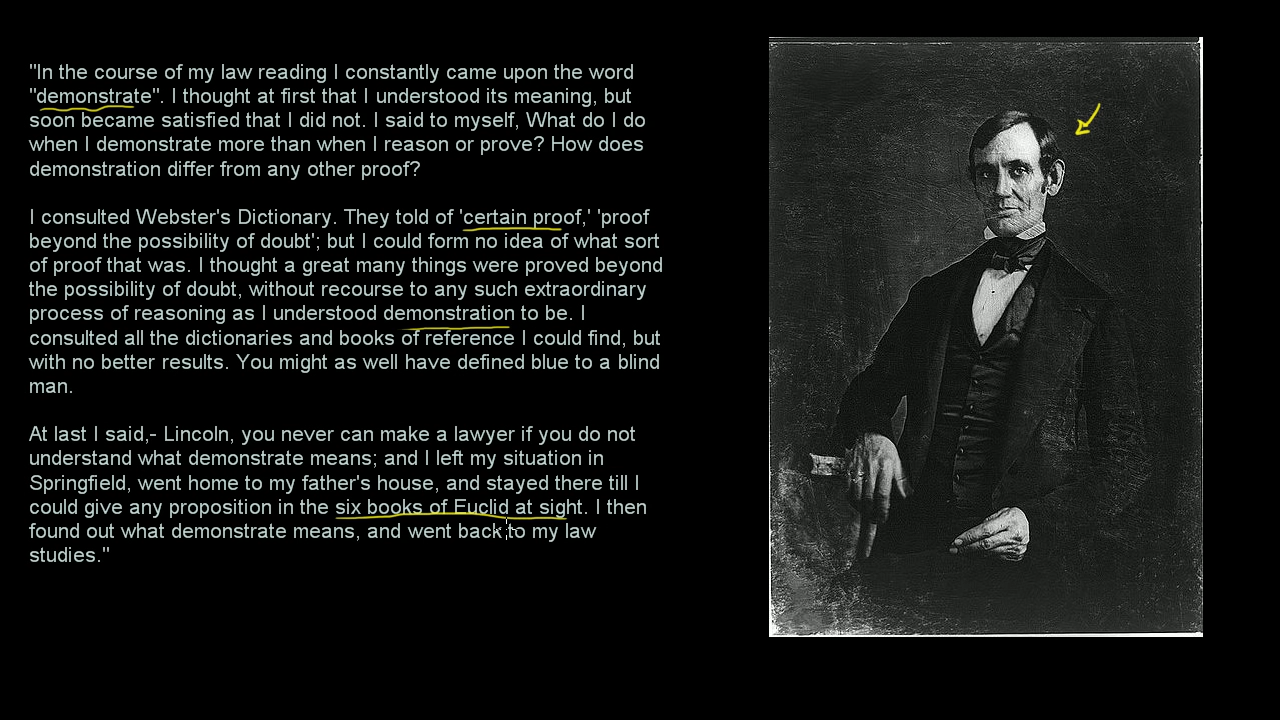 "In the course of my law reading I constantly came upon the word
"demonstrate". I thought at first that I understood its meaning, but
soon became satisfied that I did not. I said to myself, What do I do
when I demonstrate more than when I reason or prove? How does
demonstration differ from any other proof?
I consulted Webster's Dictionary. They told of 'certain proof,' 'proof
beyond the possibility of doubt'; but I could form no idea of what sort
of proof that was. I thought a great many things were proved beyond
the possibility of doubt, without recourse to any such extraordinary
process of reasoning as I understood demonstration to be. I
consulted all the dictionaries and books of reference I could find, but
with no better results. You might as well have defined blue to a blind
man.
At last I said,- Lincoln, you never can make a lawyer if you do not
understand what demonstrate means; and I left my situation in
Springfield, went home to my father's house, and stayed there till I
could give any proposition in the six books of Euclid at sight. I then
found out what demonstrate means, and went back to my law
studies."